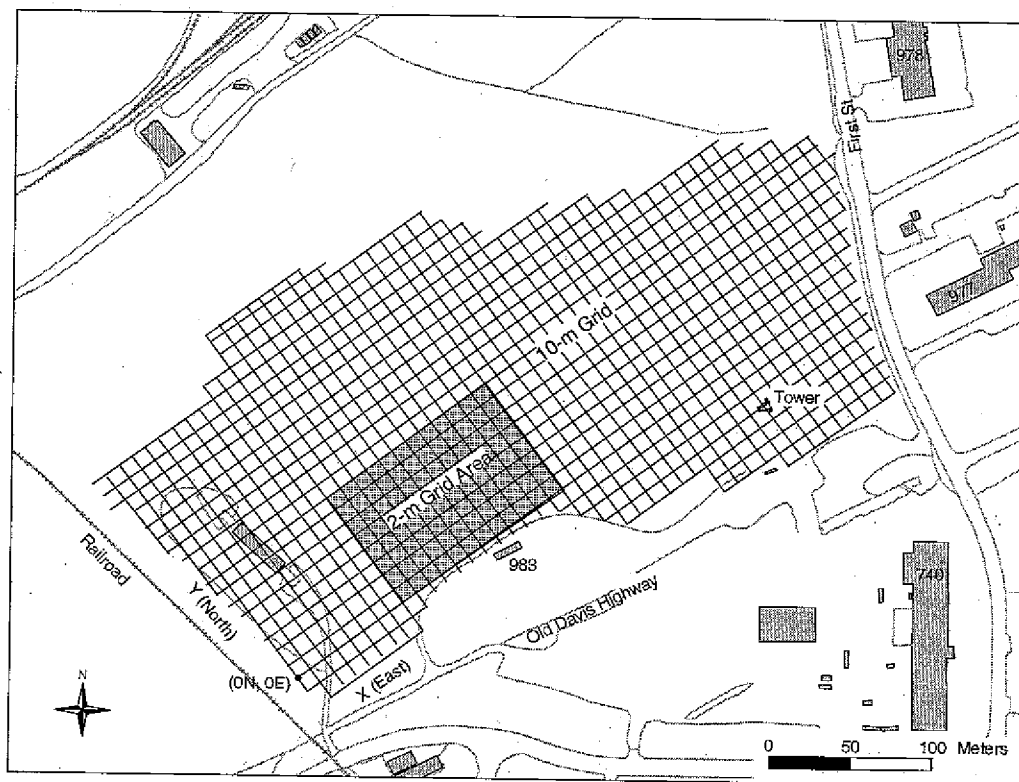 978
First St
977
10-m Grid
Tower
2-m Grid Area
983
Railroad
Y (North)
Old Davis Highway
740
(0N, 0E)
X (East)
N
0 50 100 Meters